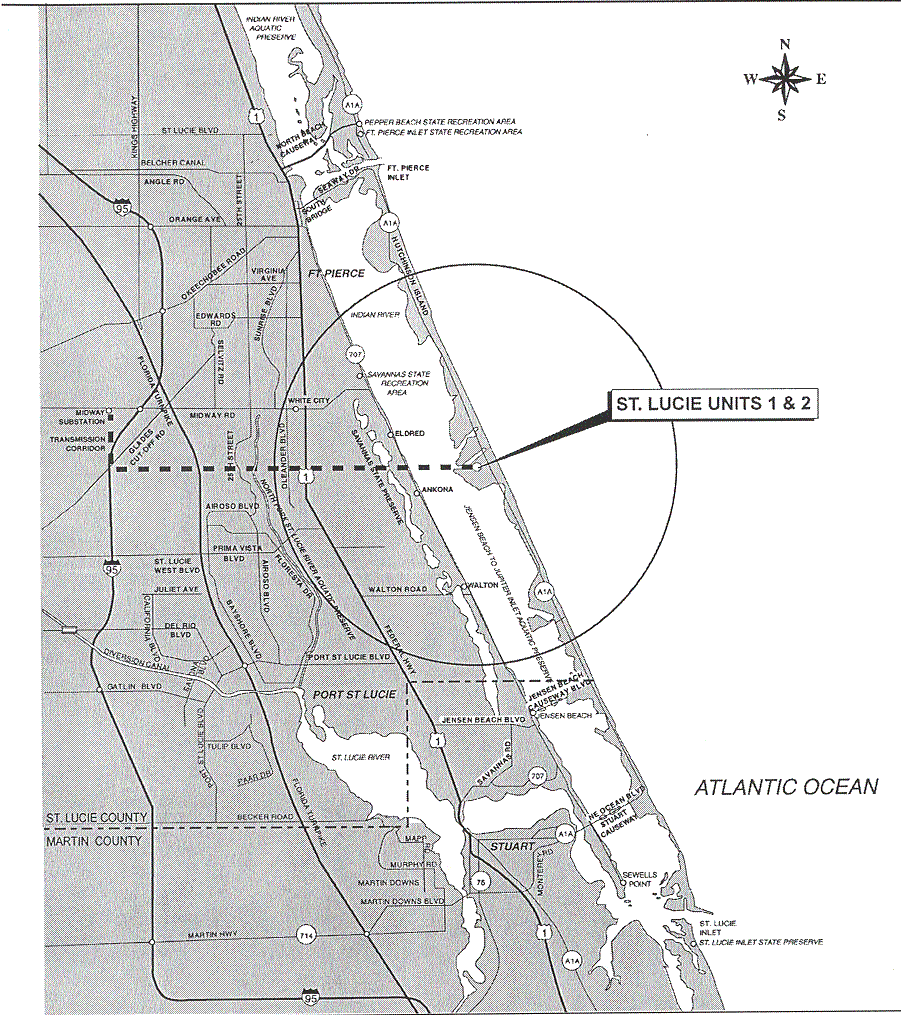 INDIAN RIVER
AQUATIC
PRESERVE
N
W
E
S
A1A
1
PEPPER BEACH STATE RECREATION AREA
FT. PIERCE INLET STATE RECREATION AREA
KINGS HIGHWAY
ST LUCIE BLVD
NORTH BEACH
CAUSEWAY
BELCHER CANAL
FT. PIERCE
INLET
ANGLE RD
25TH STREET
SEAWAY DR
95
SOUTH
BRIDGE
ORANGE AVE
A1A
HUTCHINSON ISLAND
OKEECHOBEE ROAD
VIRGINIA
AVE
FT PIERCE
SUNRISE BLVD
EDWARDS
RD
INDIAN RIVER
SELVITZ RD
707
FLORIDA TURNPIKE
SAVANNAS STATE
RECREATION
AREA
WHITE CITY
ST. LUCIE UNITS 1 & 2
MIDWAY
SUBSTATION
MIDWAY RD
TRANSMISSION
CORRIDOR
GLADES
CUT-OFF RD
25TH STREET
OLEANDER BLVD
SAVANNAS STATE PRESERVE
ELDRED
1
ANKONA
NORTH FORK ST. LUCIE RIVER AQUATIC PRESERVE
JENSEN BEACH TO JUPITER INLET AQUATIC PRESERVE
AIROSO BLVD
PRIMA VISTA
BLVD
ST. LUCIE
WEST BLVD
95
AIROSO BLVD
FLORESTA DR
JULIET AVE
WALTON ROAD
WALTON
A1A
CALIFORNIA BLVD
BAYSHORE BLVD
DEL RIO
BLVD
FEDERAL HWY
DIVERSION CANAL
SAVONA
BLVD
PORT ST LUCIE BLVD
GATLIN BLVD
PORT ST LUCIE
JENSEN BEACH
CAUSEWAY BLVD
JENSEN BEACH BLVD
JENSEN BEACH
PORT ST LUCIE BLVD
TULIP BLVD
1
SAVANNAS RD
ST. LUCIE RIVER
PAAR DR
707
FLORIDA TURNPIKE
ATLANTIC OCEAN
NE OCEAN BLVD
STUART
CAUSEWAY
ST. LUCIE COUNTY
BECKER ROAD
MARTIN COUNTY
A1A
MAPP
RD
STUART
MURPHY RD
MONTEREY RD
MARTIN DOWNS
76
SEWELLS
POINT
MARTIN DOWNS BLVD
ST. LUCIE
INLET
MARTIN HWY
714
1
ST. LUCIE INLET STATE PRESERVE
A1A
95